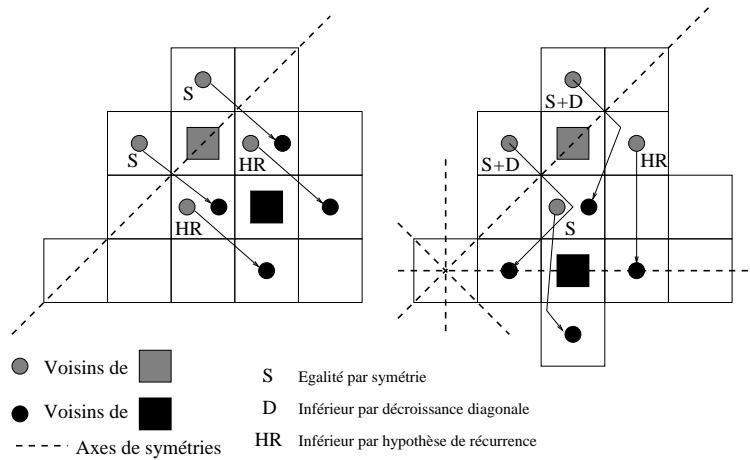 S
S+D
S
HR
S+D
HR
HR
S
Voisins de
S Egalité par symétrie
Voisins de
D Inférieur par décroissance diagonale
Axes de symétries
HR Inférieur par hypothèse de récurrence